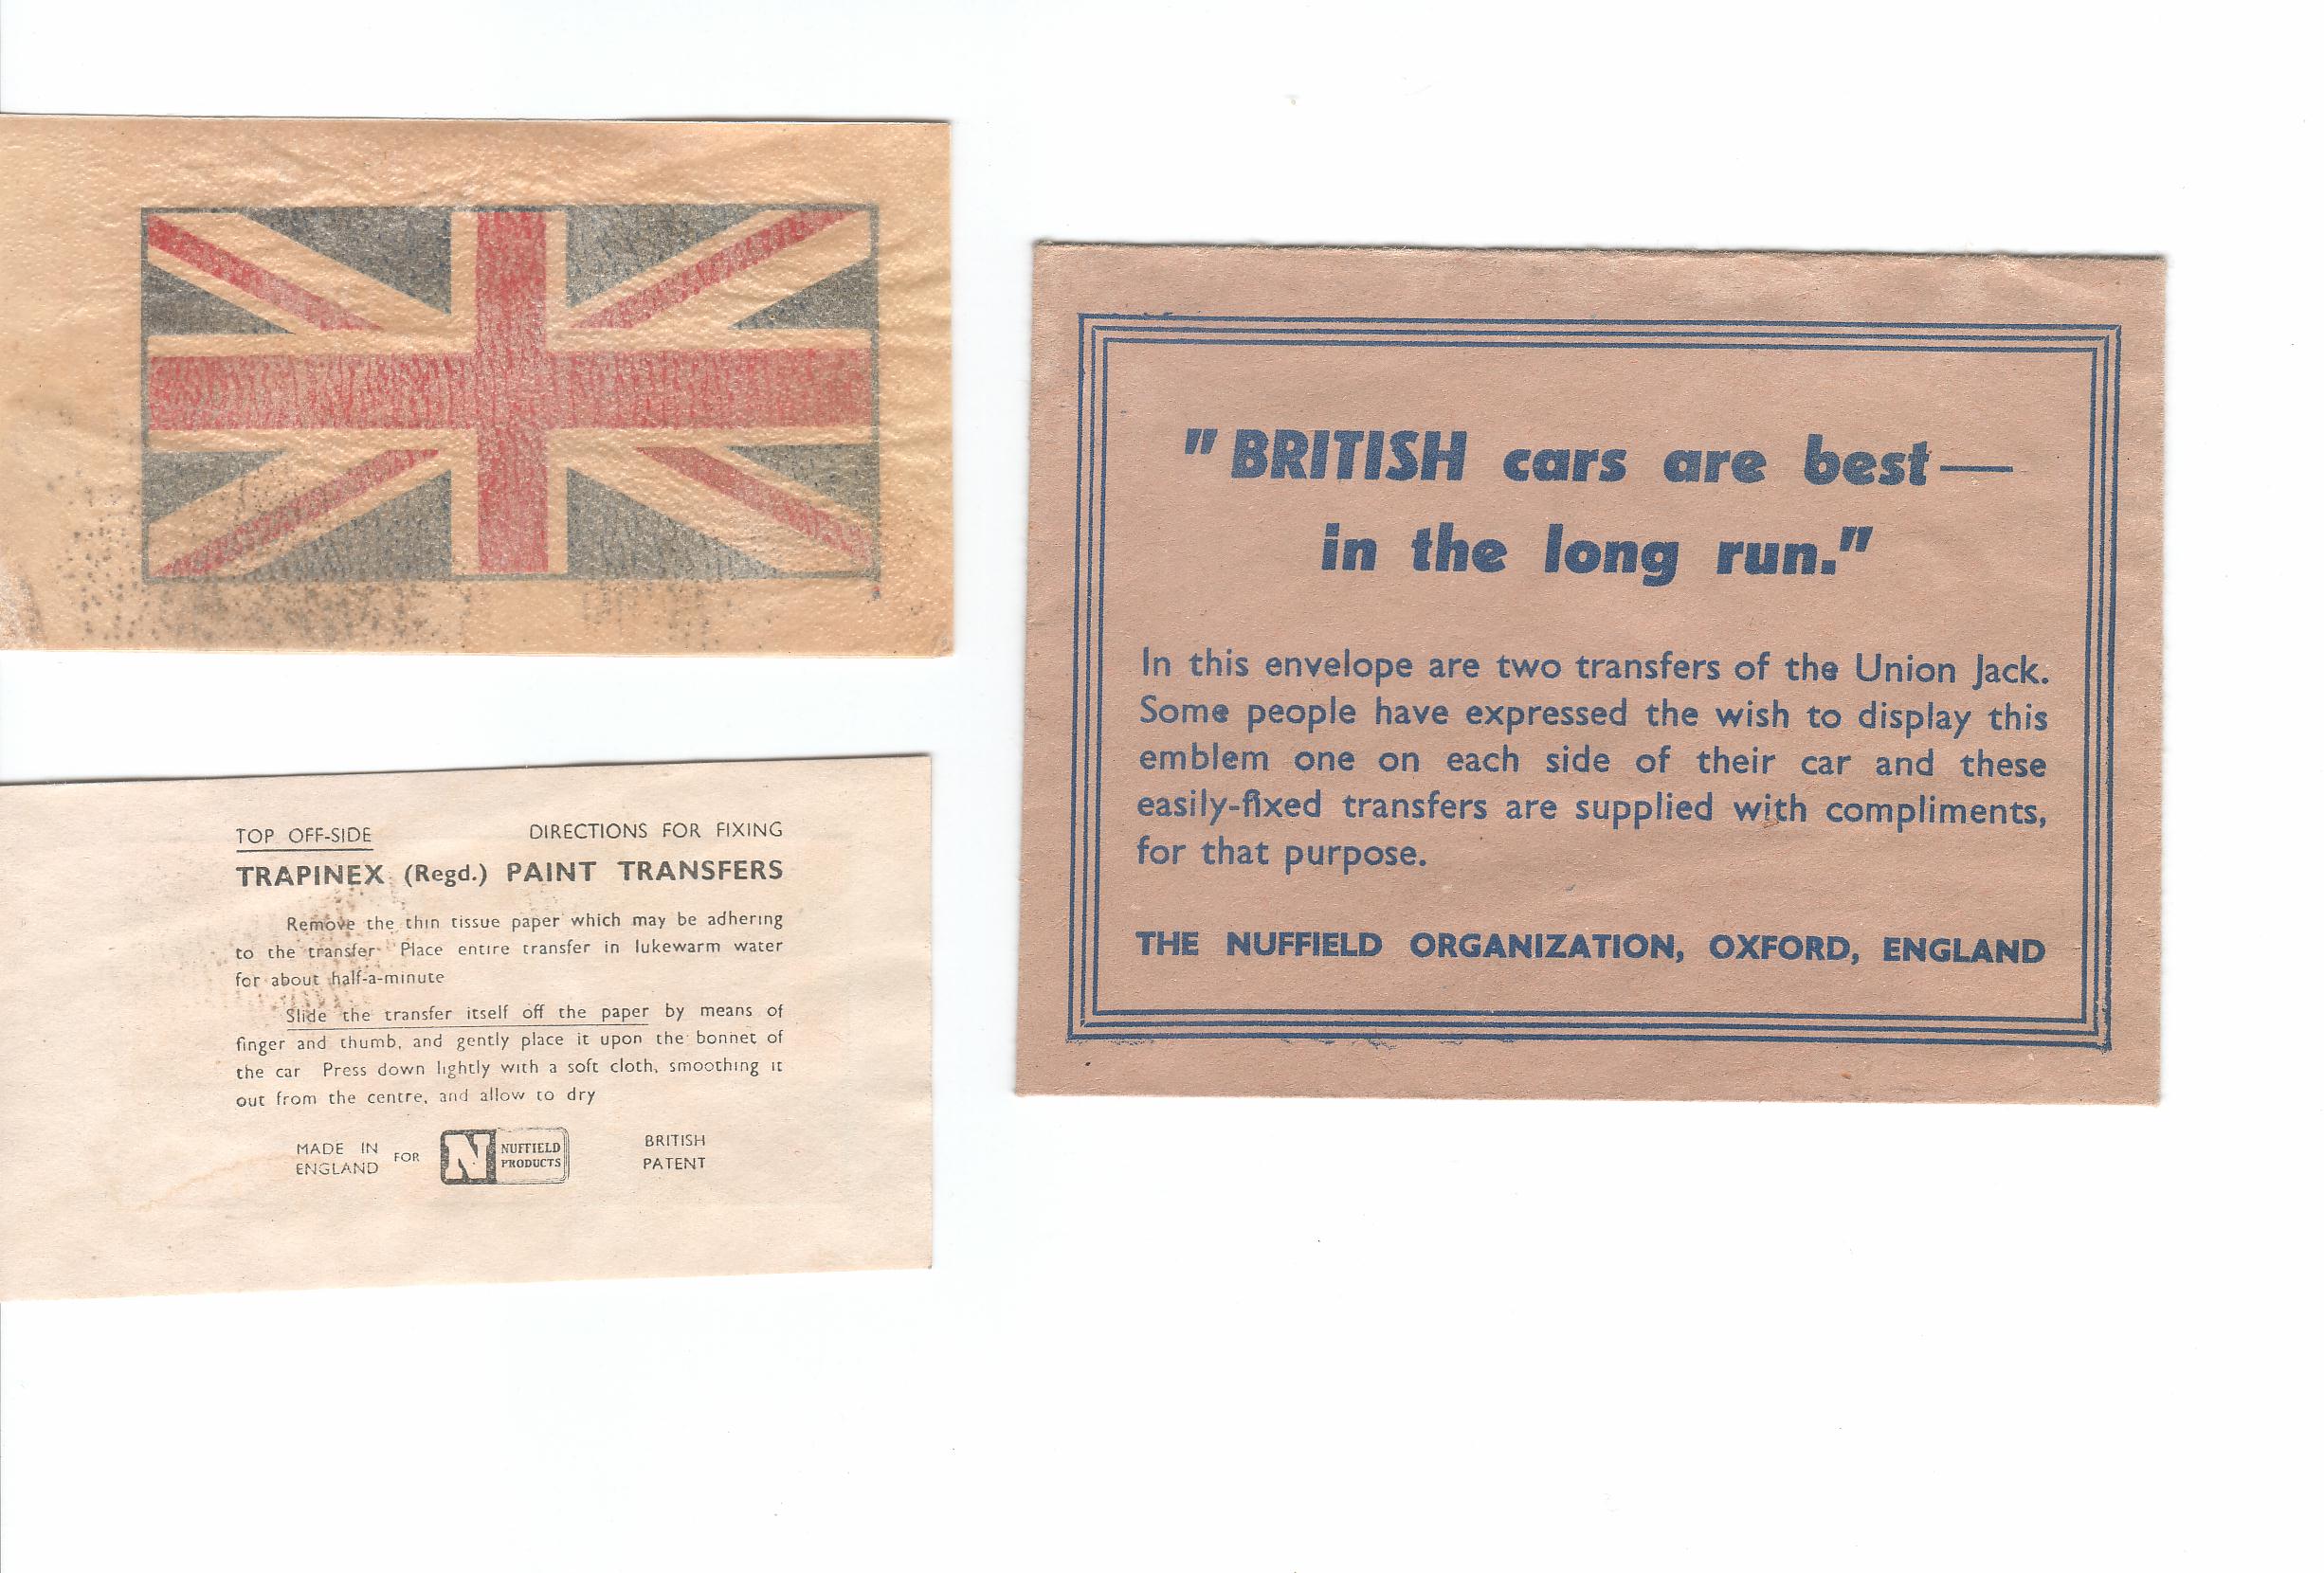 TOP OFF-SIDE DIRECTIONS FOR FIXING
TRAPINEX (Regd.) PAINT TRANSFERS
Remove the thin tissue paper which may be adhering
to the transfer Place entire transfer in lukewarm water
for about half-a-minute
Slide the transfer itself off the paper by means of
finger and thumb, and gently place it upon the bonnet of
the car Press down lightly with a soft cloth, smoothing it
out from the centre, and allow to dry
MADE IN
ENGLAND
FOR
N NUFFIELD
PRODUCTS
BRITISH
PATENT
"BRITISH cars are best—
in the long run."
In this envelope are two transfers of the Union Jack.
Some people have expressed the wish to display this
emblem one on each side of their car and these
easily-fixed transfers are supplied with compliments,
for that purpose.
THE NUFFIELD ORGANIZATION, OXFORD, ENGLAND